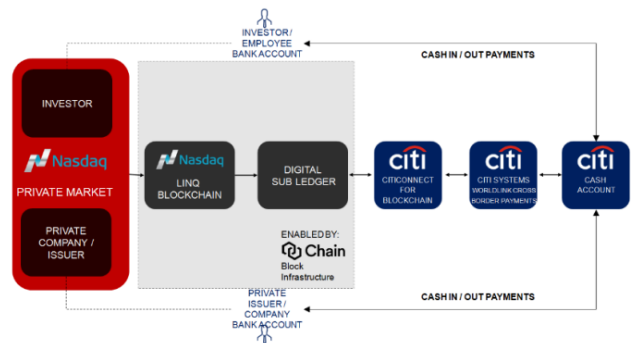 INVESTOR /
EMPLOYEE
BANK ACCOUNT
CASH IN / OUT PAYMENTS
INVESTOR
Nasdaq
PRIVATE MARKET
PRIVATE
COMPANY /
ISSUER
Nasdaq
LINQ
BLOCKCHAIN
DIGITAL
SUB LEDGER
ENABLED BY:
Chain
Block
Infrastructure
citi
CITICONNECT
FOR
BLOCKCHAIN
citi
CITI SYSTEMS
WORLDLINK CROSS
BORDER PAYMENTS
citi
CASH
ACCOUNT
PRIVATE
ISSUER /
COMPANY
BANK ACCOUNT
CASH IN / OUT PAYMENTS